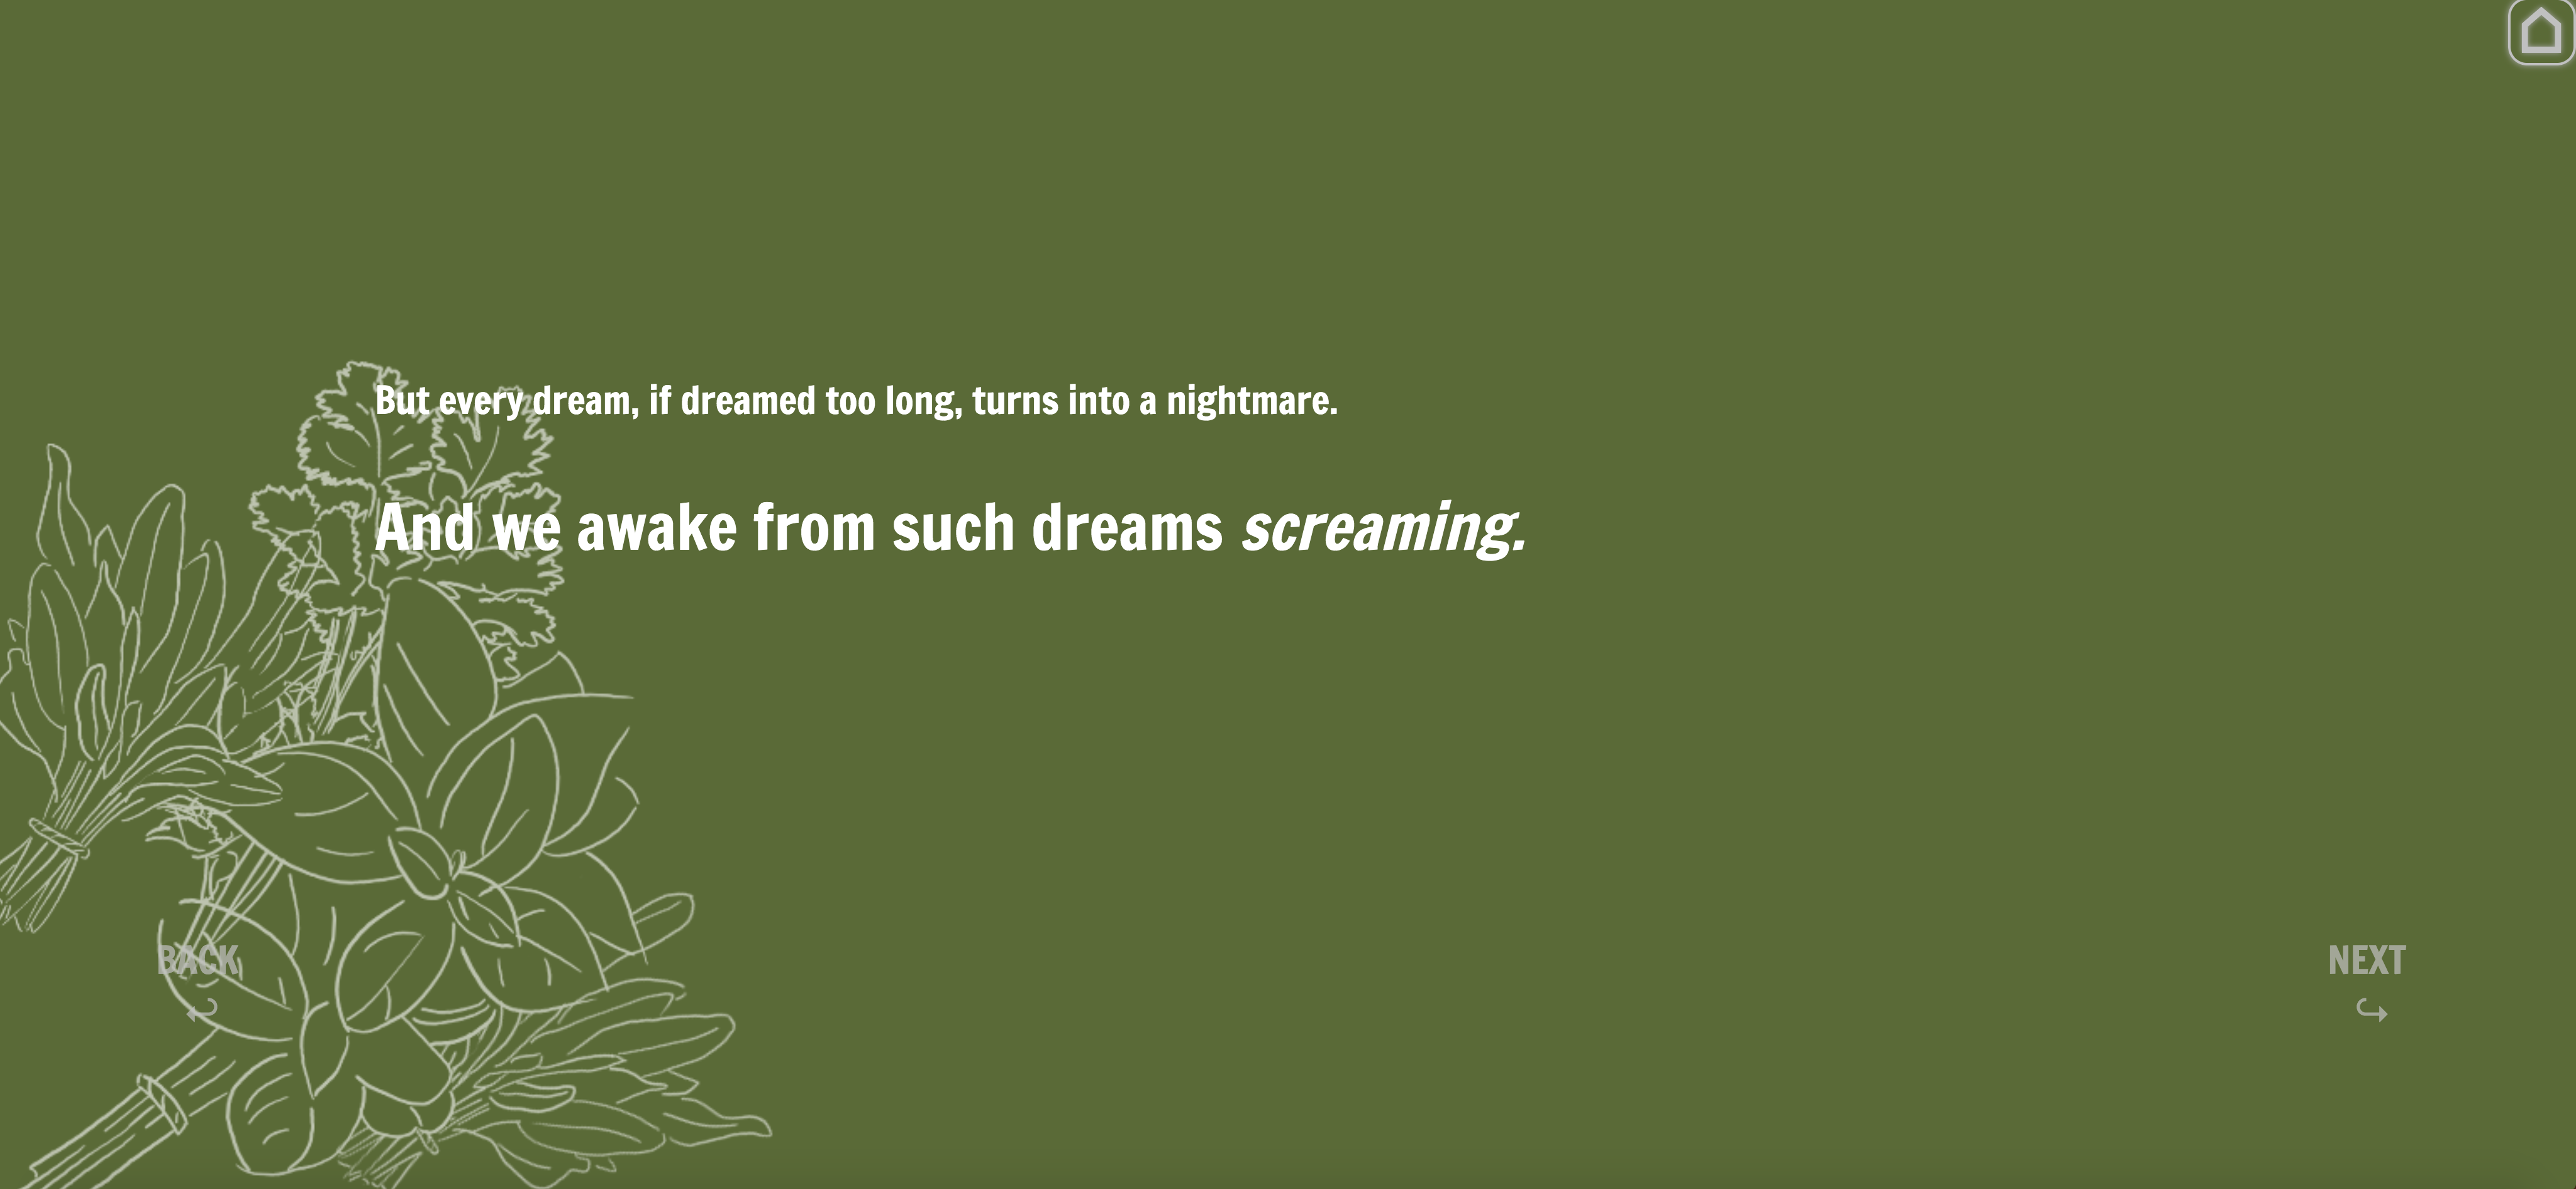 But every dream, if dreamed too long, turns into a nightmare.
And we awake from such dreams screaming.
BACK
NEXT